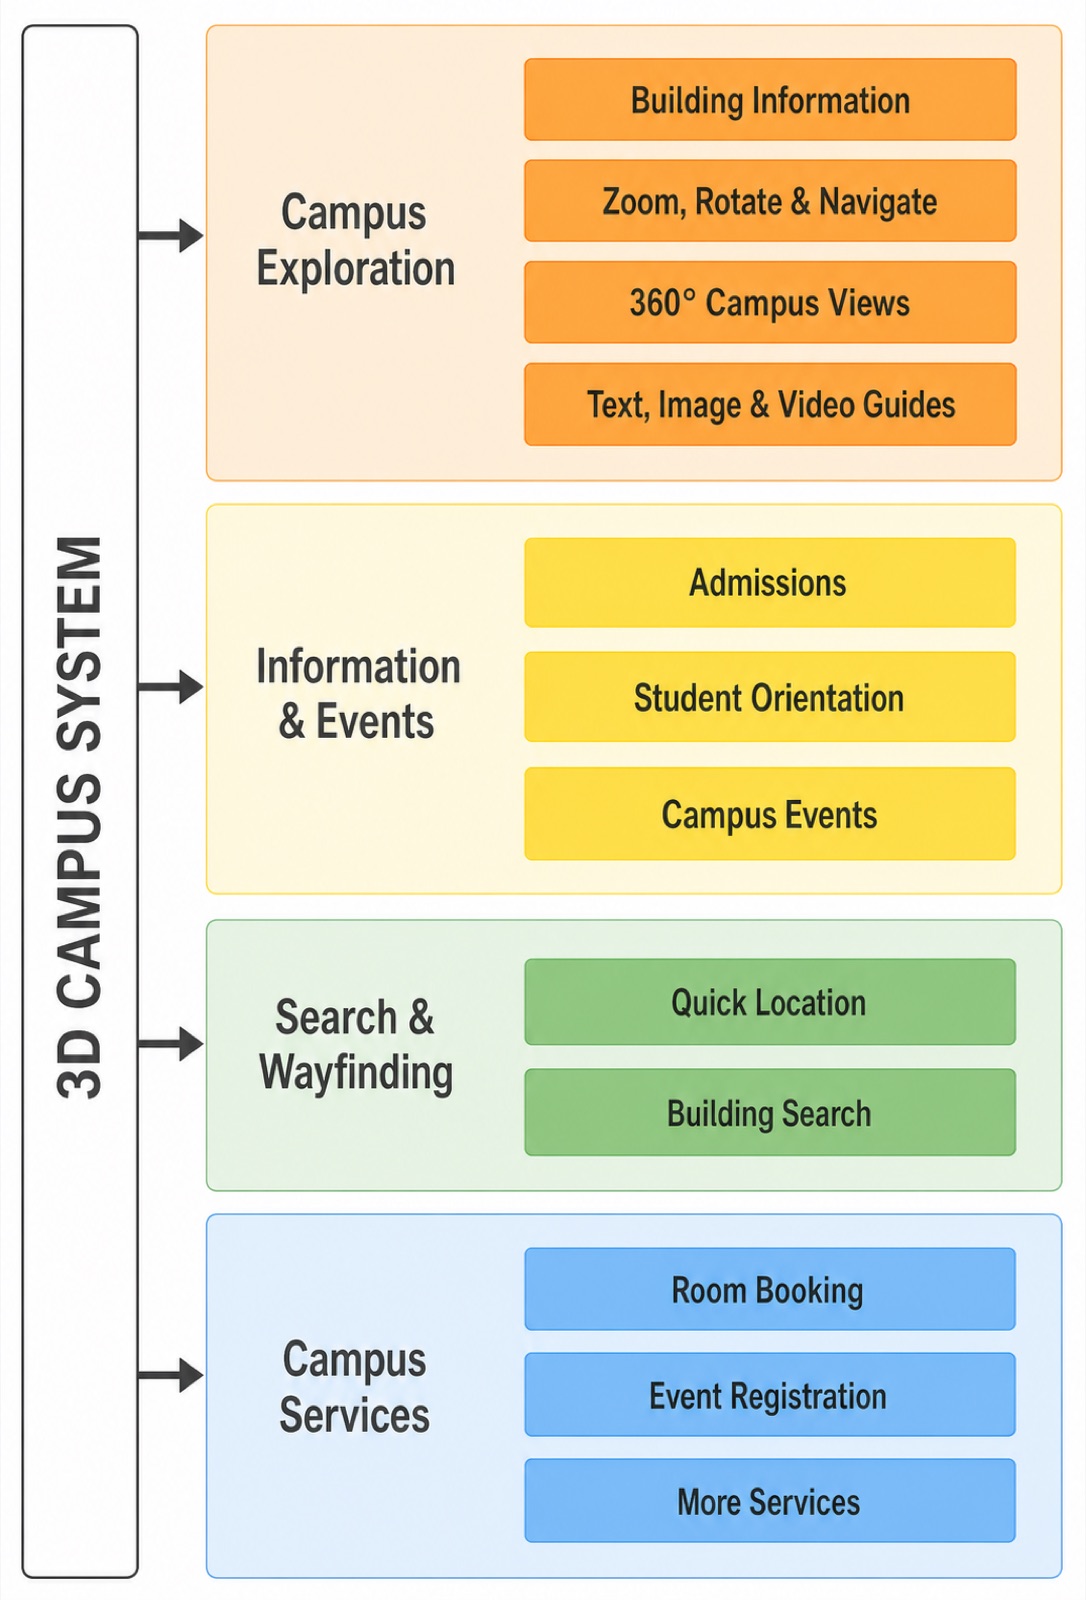 3D CAMPUS SYSTEM
Campus
Exploration
Building Information
Zoom, Rotate & Navigate
360° Campus Views
Text, Image & Video Guides
Information
& Events
Admissions
Student Orientation
Campus Events
Search &
Wayfinding
Quick Location
Building Search
Campus
Services
Room Booking
Event Registration
More Services